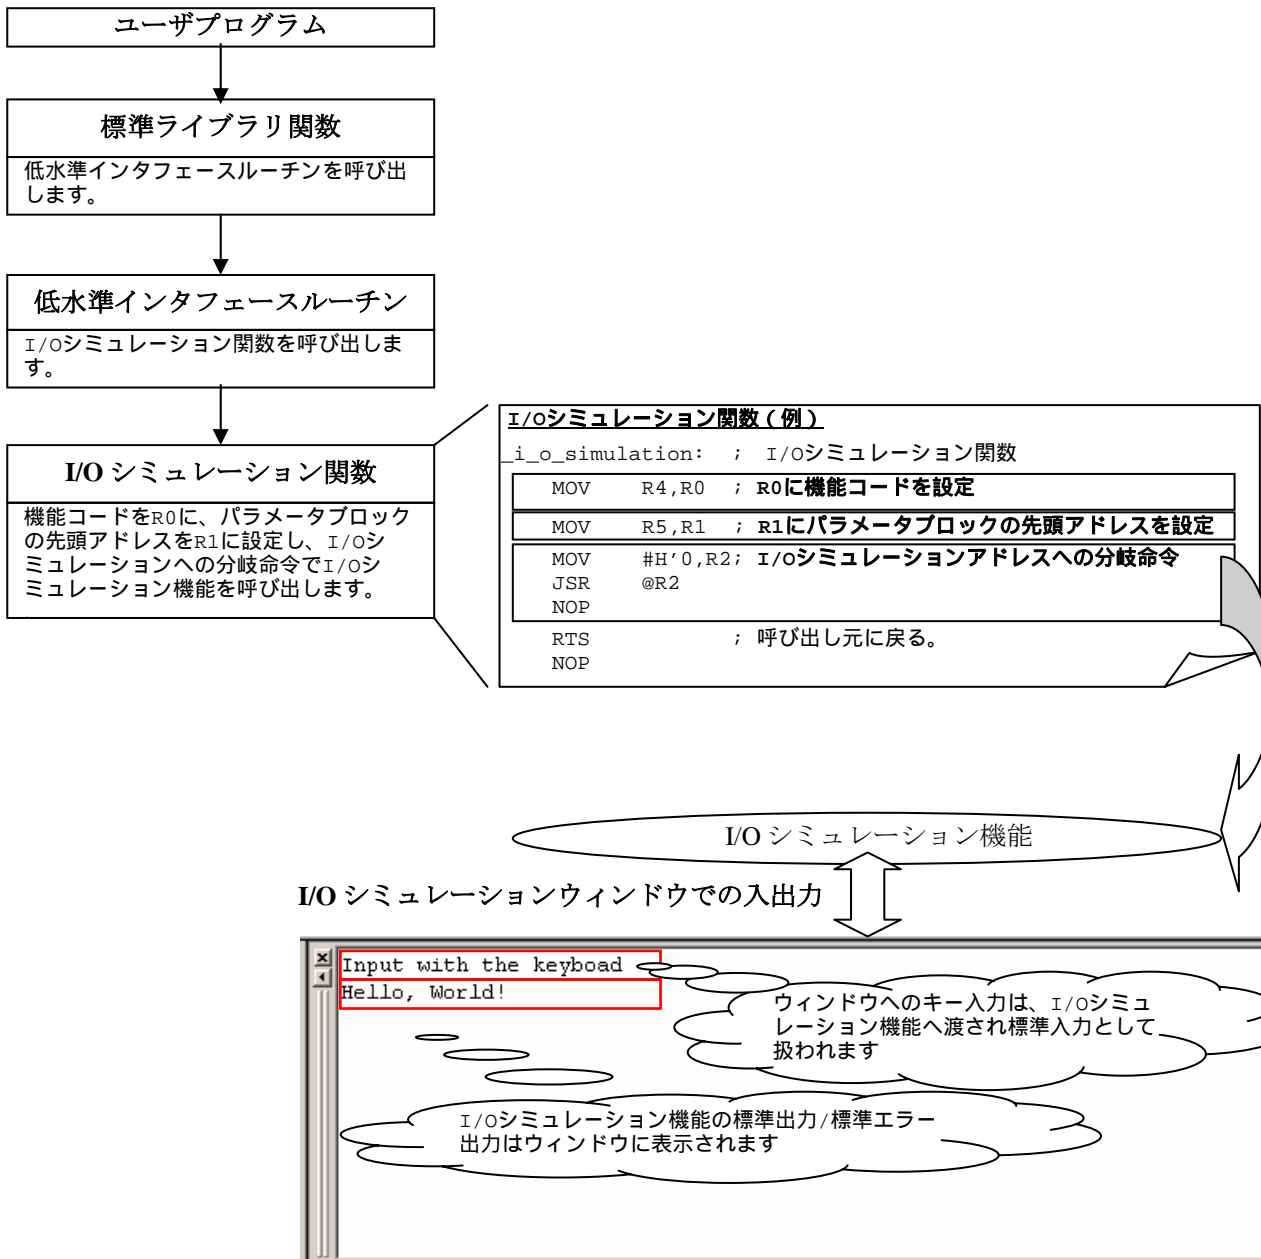 ユーザプログラム
標準ライブラリ関数
低水準インタフェースルーチンを呼び出
します。
低水準インタフェースルーチン
I/Oシミュレーション関数を呼び出しま
す。
I/O シミュレーション関数
機能コードをR0に、パラメータブロック
の先頭アドレスをR1に設定し、I/Oシ
ミュレーションへの分岐命令でI/Oシ
ミュレーション機能を呼び出します。
I/Oシミュレーション関数(例)
_i_o_simulation: ; I/Oシミュレーション関数
MOV R4,R0 ; R0に機能コードを設定
MOV R5,R1 ; R1にパラメータブロックの先頭アドレスを設定
MOV #H'0,R2; I/Oシミュレーションアドレスへの分岐命令
JSR @R2
NOP
RTS ; 呼び出し元に戻る。
NOP
I/O シミュレーション機能
I/O シミュレーションウィンドウでの入出力
Input with the keyboad
Hello, World!
ウィンドウへのキー入力は、I/Oシミュ
レーション機能へ渡され標準入力として
扱われます
I/Oシミュレーション機能の標準出力/標準エラー
出力はウィンドウに表示されます